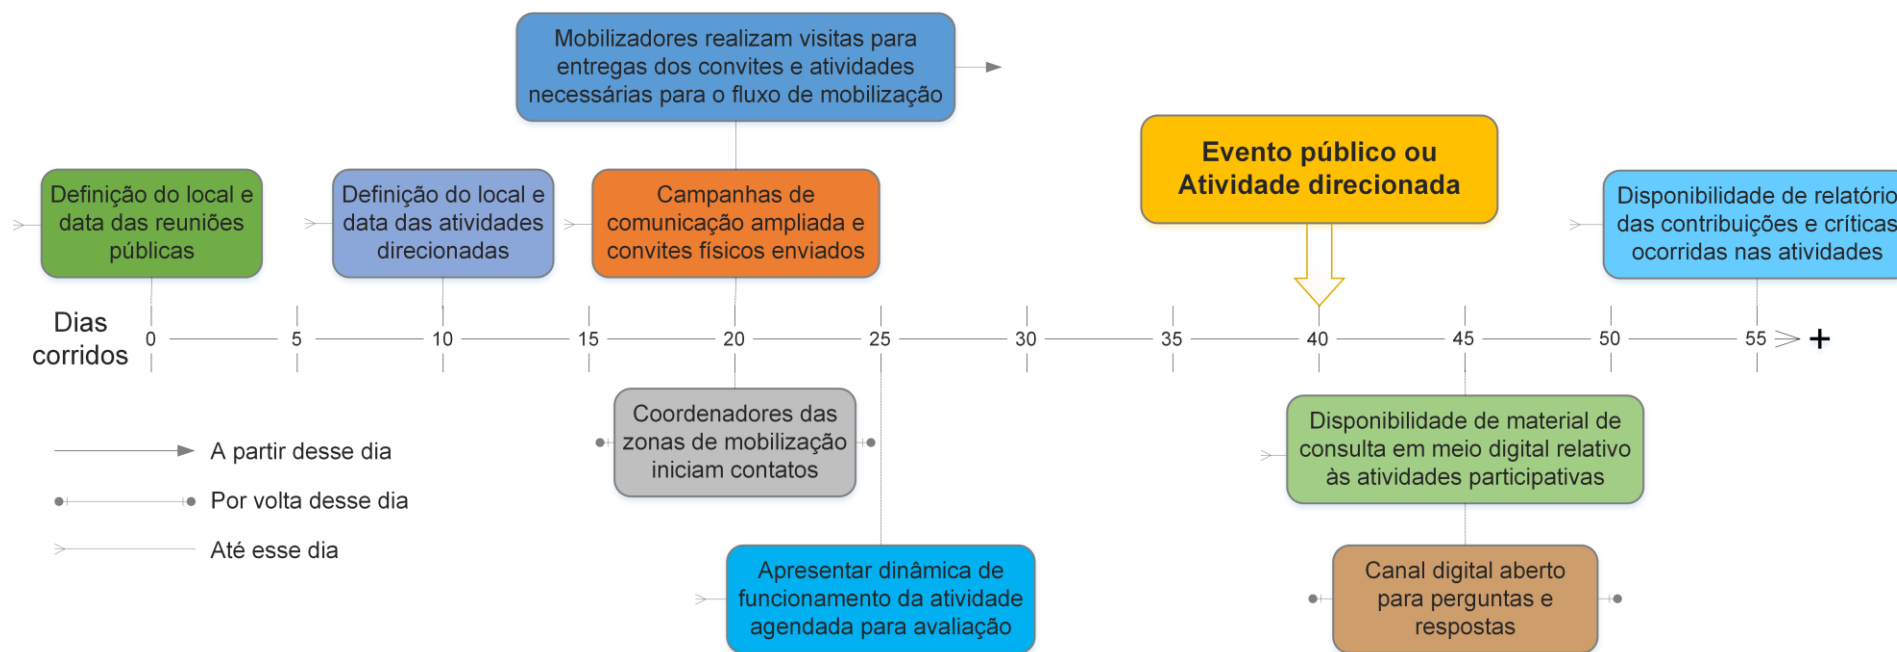 Mobilizadores realizam visitas para
entregas dos convites e atividades
necessárias para o fluxo de mobilização
Definição do local e
data das reuniões
públicas
Definição do local e
data das atividades
direcionadas
Campanhas de
comunicação ampliada e
convites físicos enviados
Evento público ou
Atividade direcionada
Disponibilidade de relatório
das contribuições e críticas
ocorridas nas atividades
Dias
corridos
0 5 10 15 20 25 30 35 40 45 50 55 +
Coordenadores das
zonas de mobilização
iniciam contatos
Disponibilidade de material de
consulta em meio digital relativo
às atividades participativas
A partir desse dia
Por volta desse dia
Até esse dia
Apresentar dinâmica de
funcionamento da atividade
agendada para avaliação
Canal digital aberto
para perguntas e
respostas